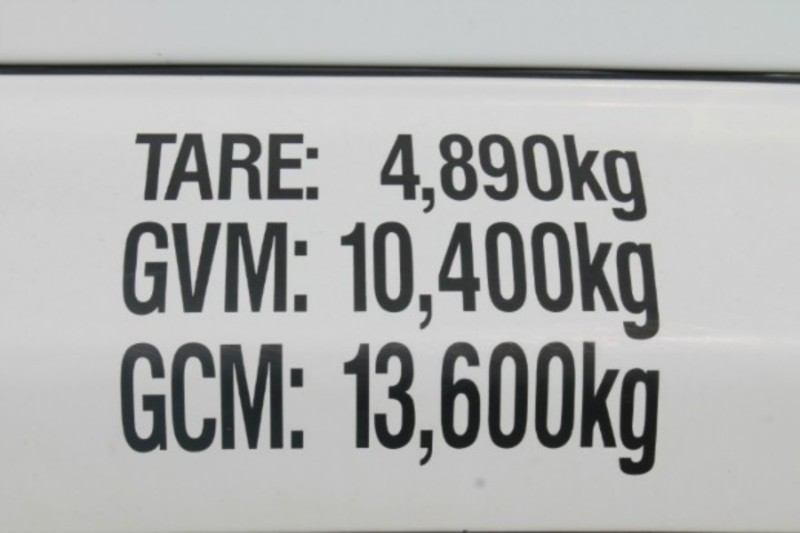 TARE: 4,890kg
GVM: 10,400kg
GCM: 13,600kg